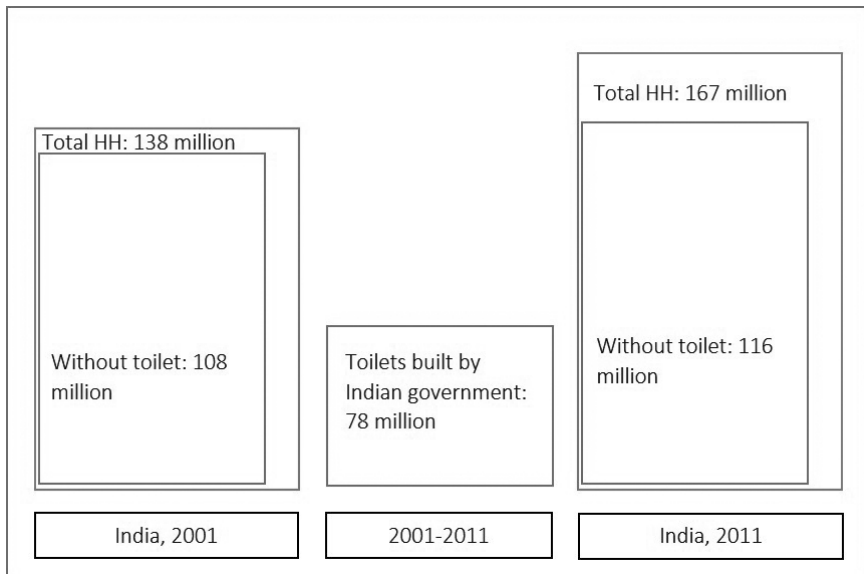 Total HH: 138 million
Without toilet: 108
million
India, 2001
Toilets built by
Indian government:
78 million
2001-2011
Total HH: 167 million
Without toilet: 116
million
India, 2011